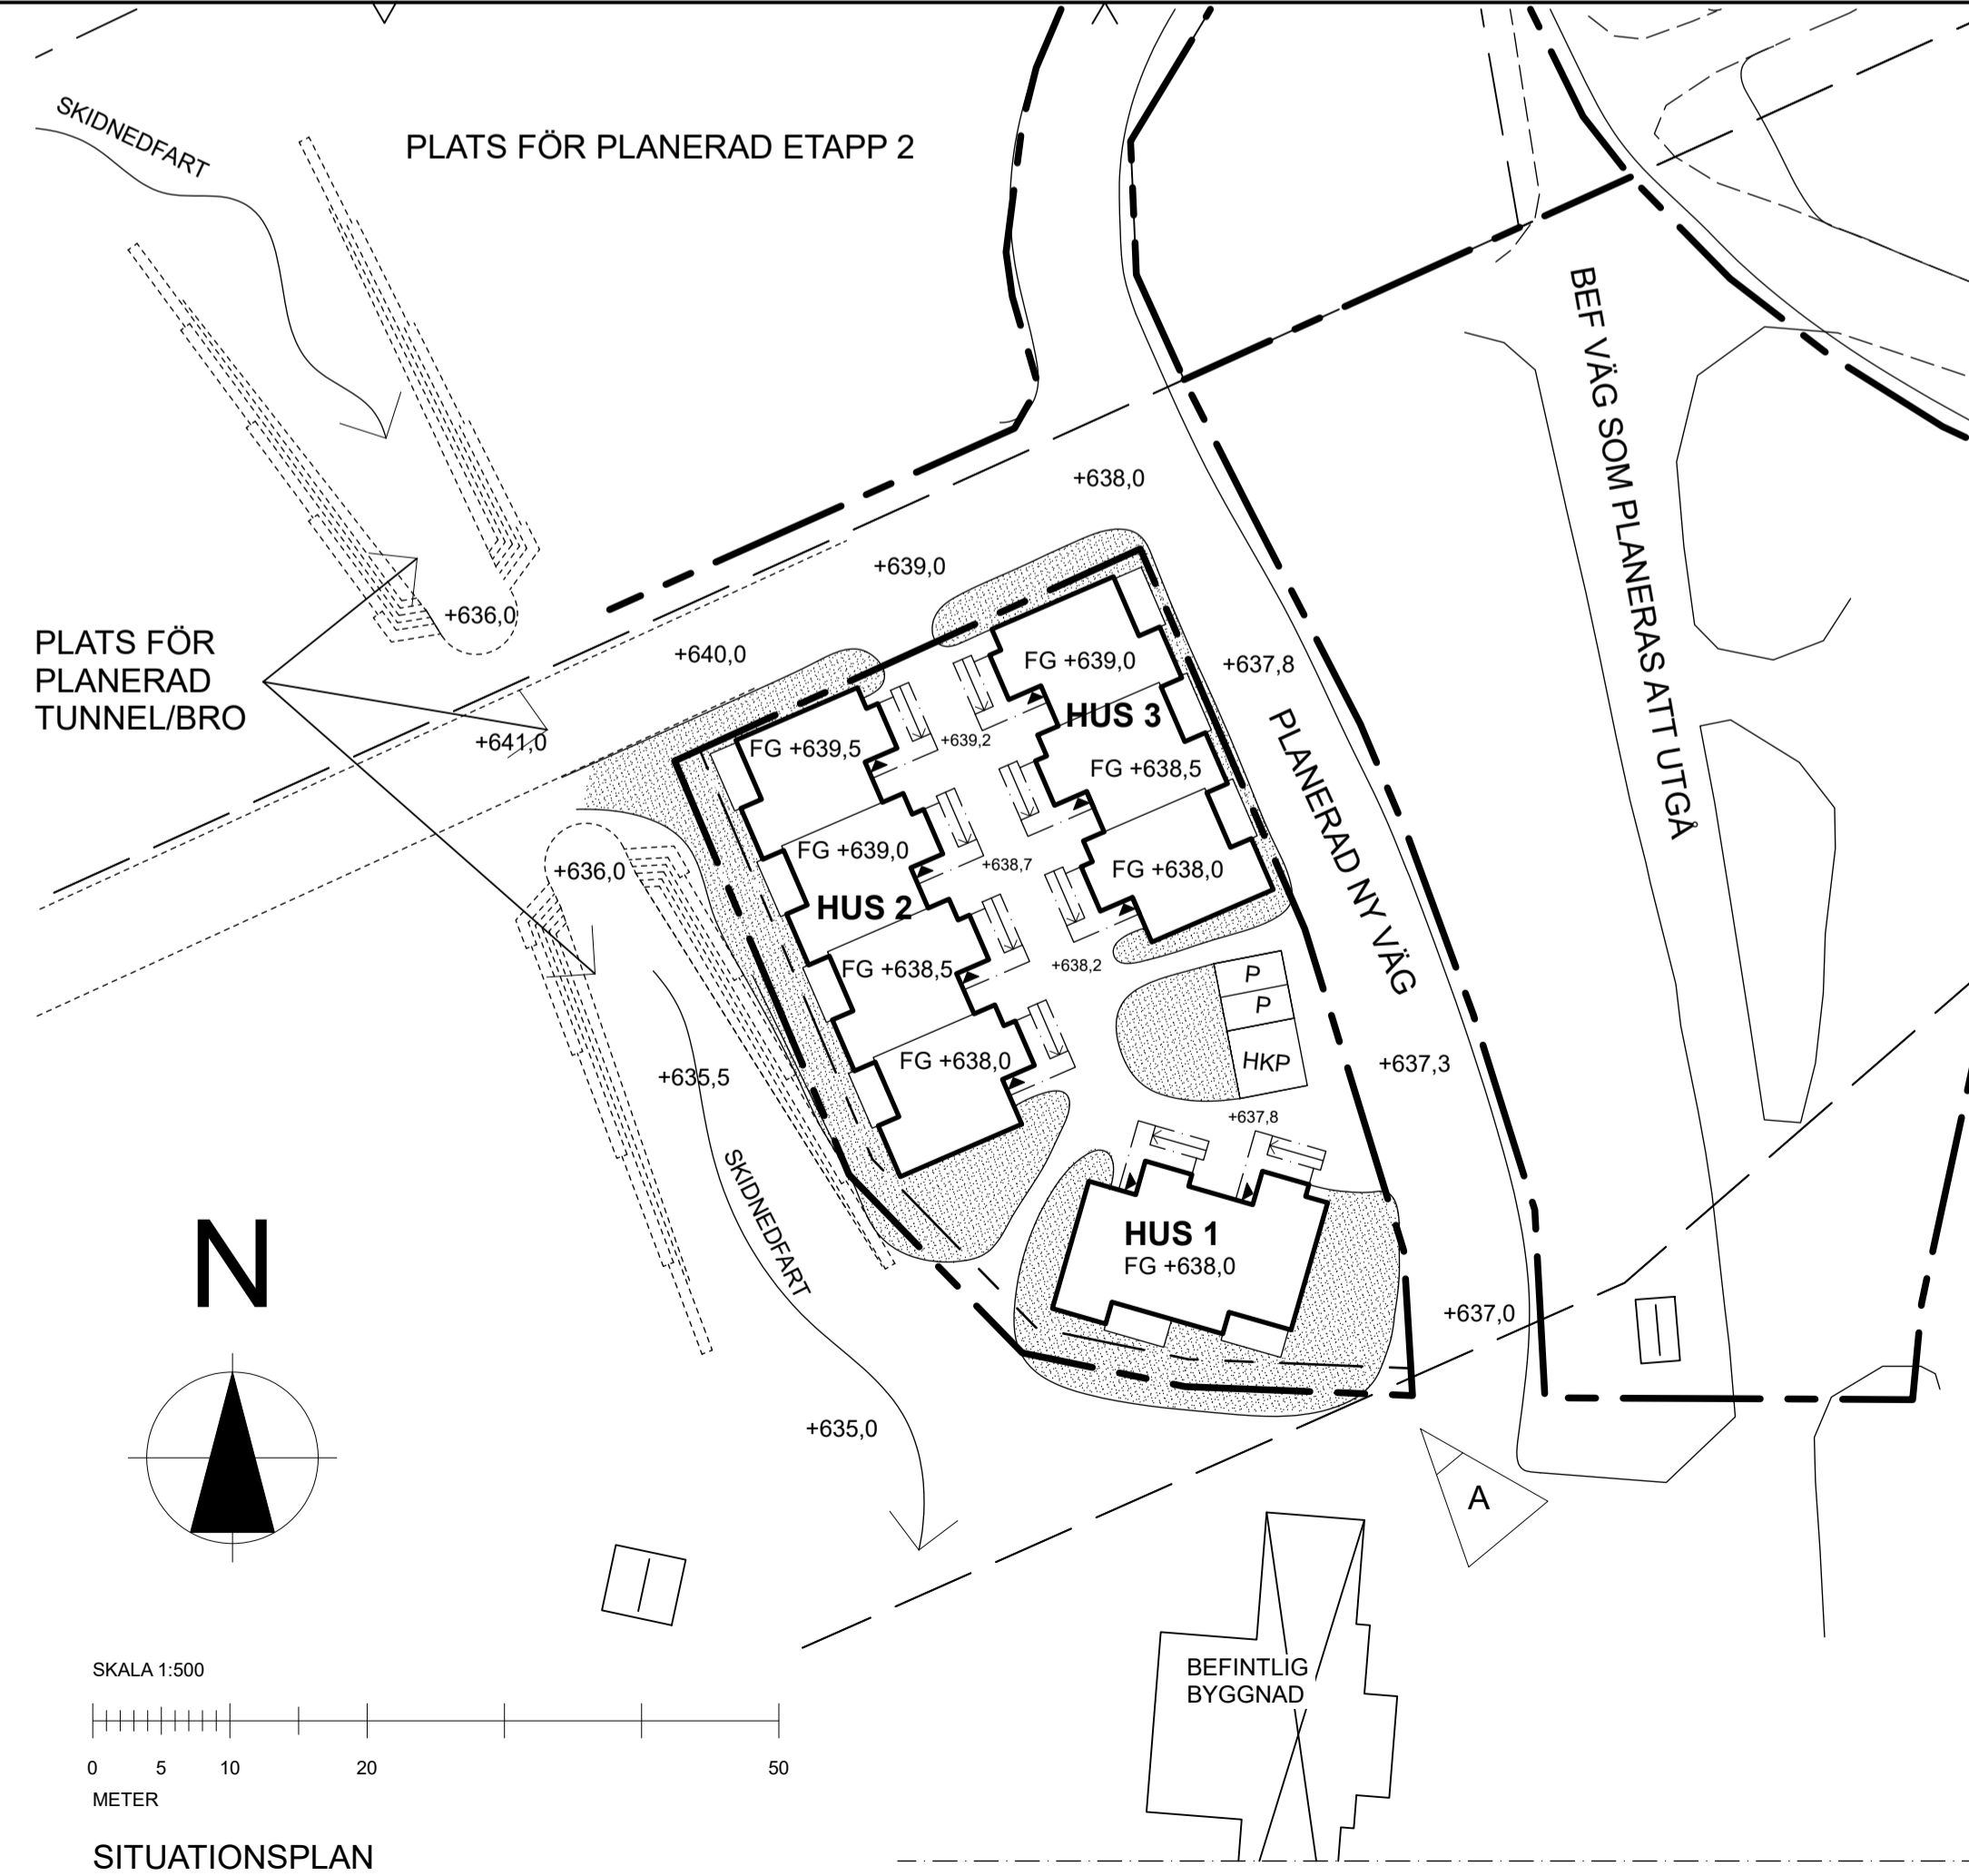 SKIDNEDFART
PLATS FÖR PLANERAD ETAPP 2
BEF VÄG SOM PLANERAS ATT UTGÅ
+638,0
+639,0
+636,0
PLATS FÖR
PLANERAD
TUNNEL/BRO
+640,0
FG +639,0
+637,8
HUS 3
+641,0
FG +639,5
+639,2
FG +638,5
PLANERAD NY VÄG
FG +639,0
+638,7
FG +638,0
+636,0
HUS 2
FG +638,5
+638,2
P
P
HKP
FG +638,0
+637,3
+635,5
+637,8
SKIDNEDFART
N
HUS 1
FG +638,0
+637,0
+635,0
A
SKALA 1:500
BEFINTLIG
BYGGNAD
0 5 10 20 50
METER
SITUATIONSPLAN